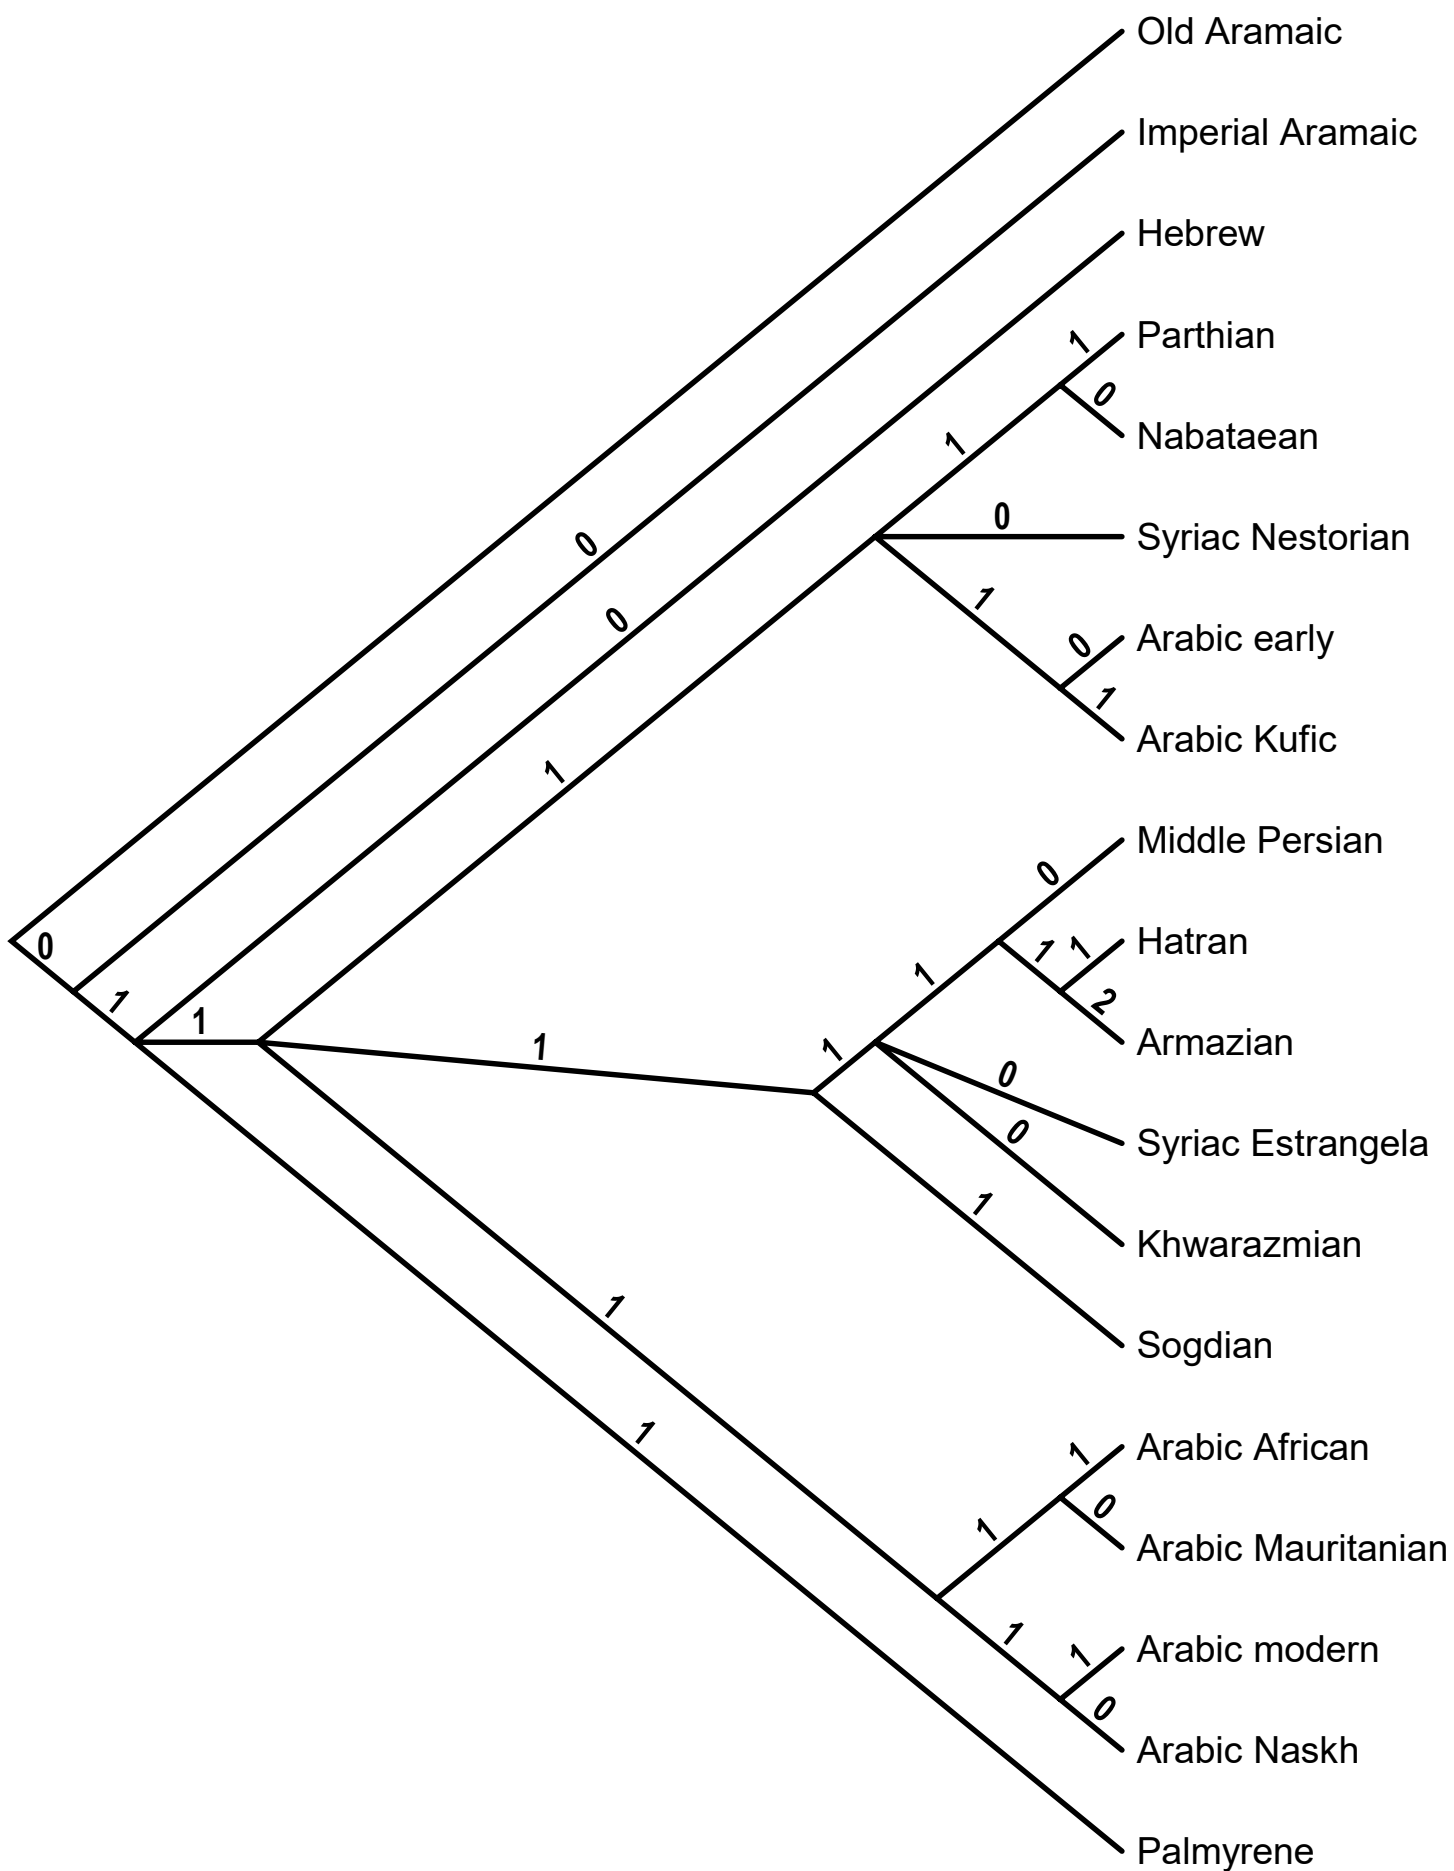 Old Aramaic
Imperial Aramaic
Hebrew
1 Parthian
0
Nabataean
1
0 Syriac Nestorian
0
1
0 Arabic early
0
1
Arabic Kufic
1
Middle Persian
0
0
1 1 Hatran
1
2
1
1
1
Armazian
1
0
0
Syriac Estrangela
1
Khwarazmian
1
Sogdian
1
1 Arabic African
0
1
Arabic Mauritanian
1
1 Arabic modern
0
Arabic Naskh
Palmyrene